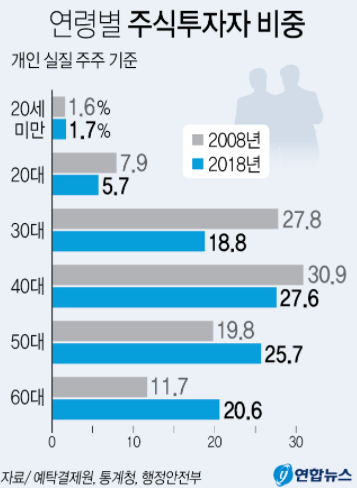 연령별 주식투자자 비중
개인 실질 주주 기준
20세
미만
1.6%
1.7%
2008년
2018년
20대
7.9
5.7
30대
27.8
18.8
40대
30.9
27.6
50대
19.8
25.7
60대
11.7
20.6
0 10 20 30
자료/ 예탁결제원, 통계청, 행정안전부
y 연합뉴스